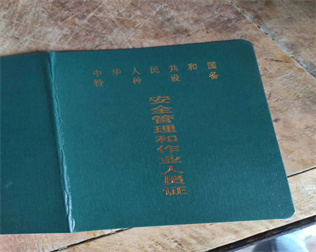 中华人民共和国
特种设备
安全管理和作业人员证